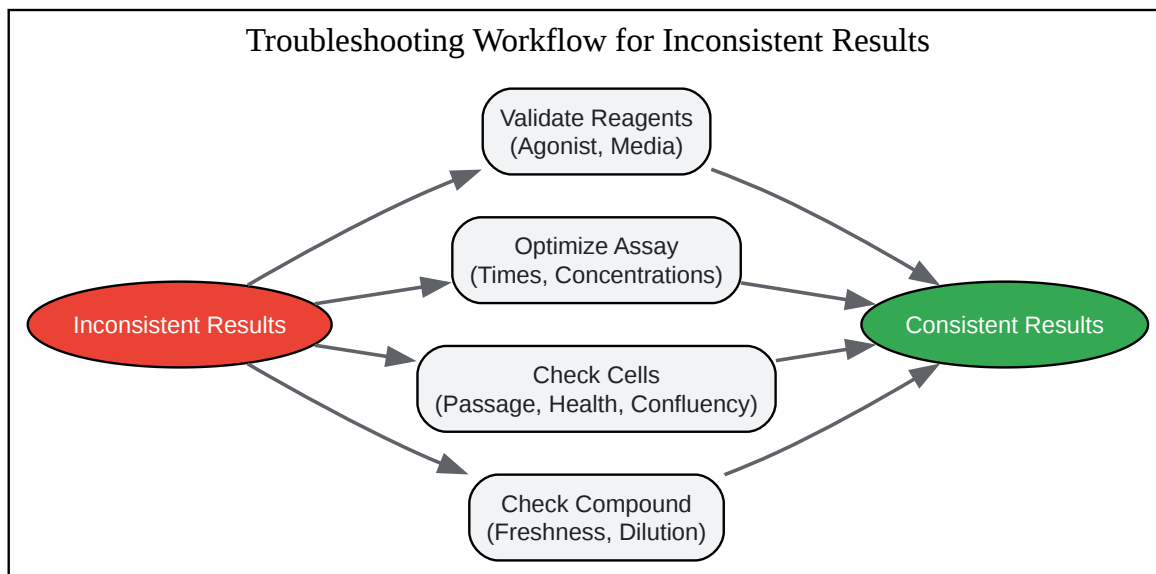 Troubleshooting Workflow for Inconsistent Results
Validate Reagents
(Agonist, Media)
Optimize Assay
(Times, Concentrations)
Inconsistent Results
Consistent Results
Check Cells
(Passage, Health, Confluency)
Check Compound
(Freshness, Dilution)